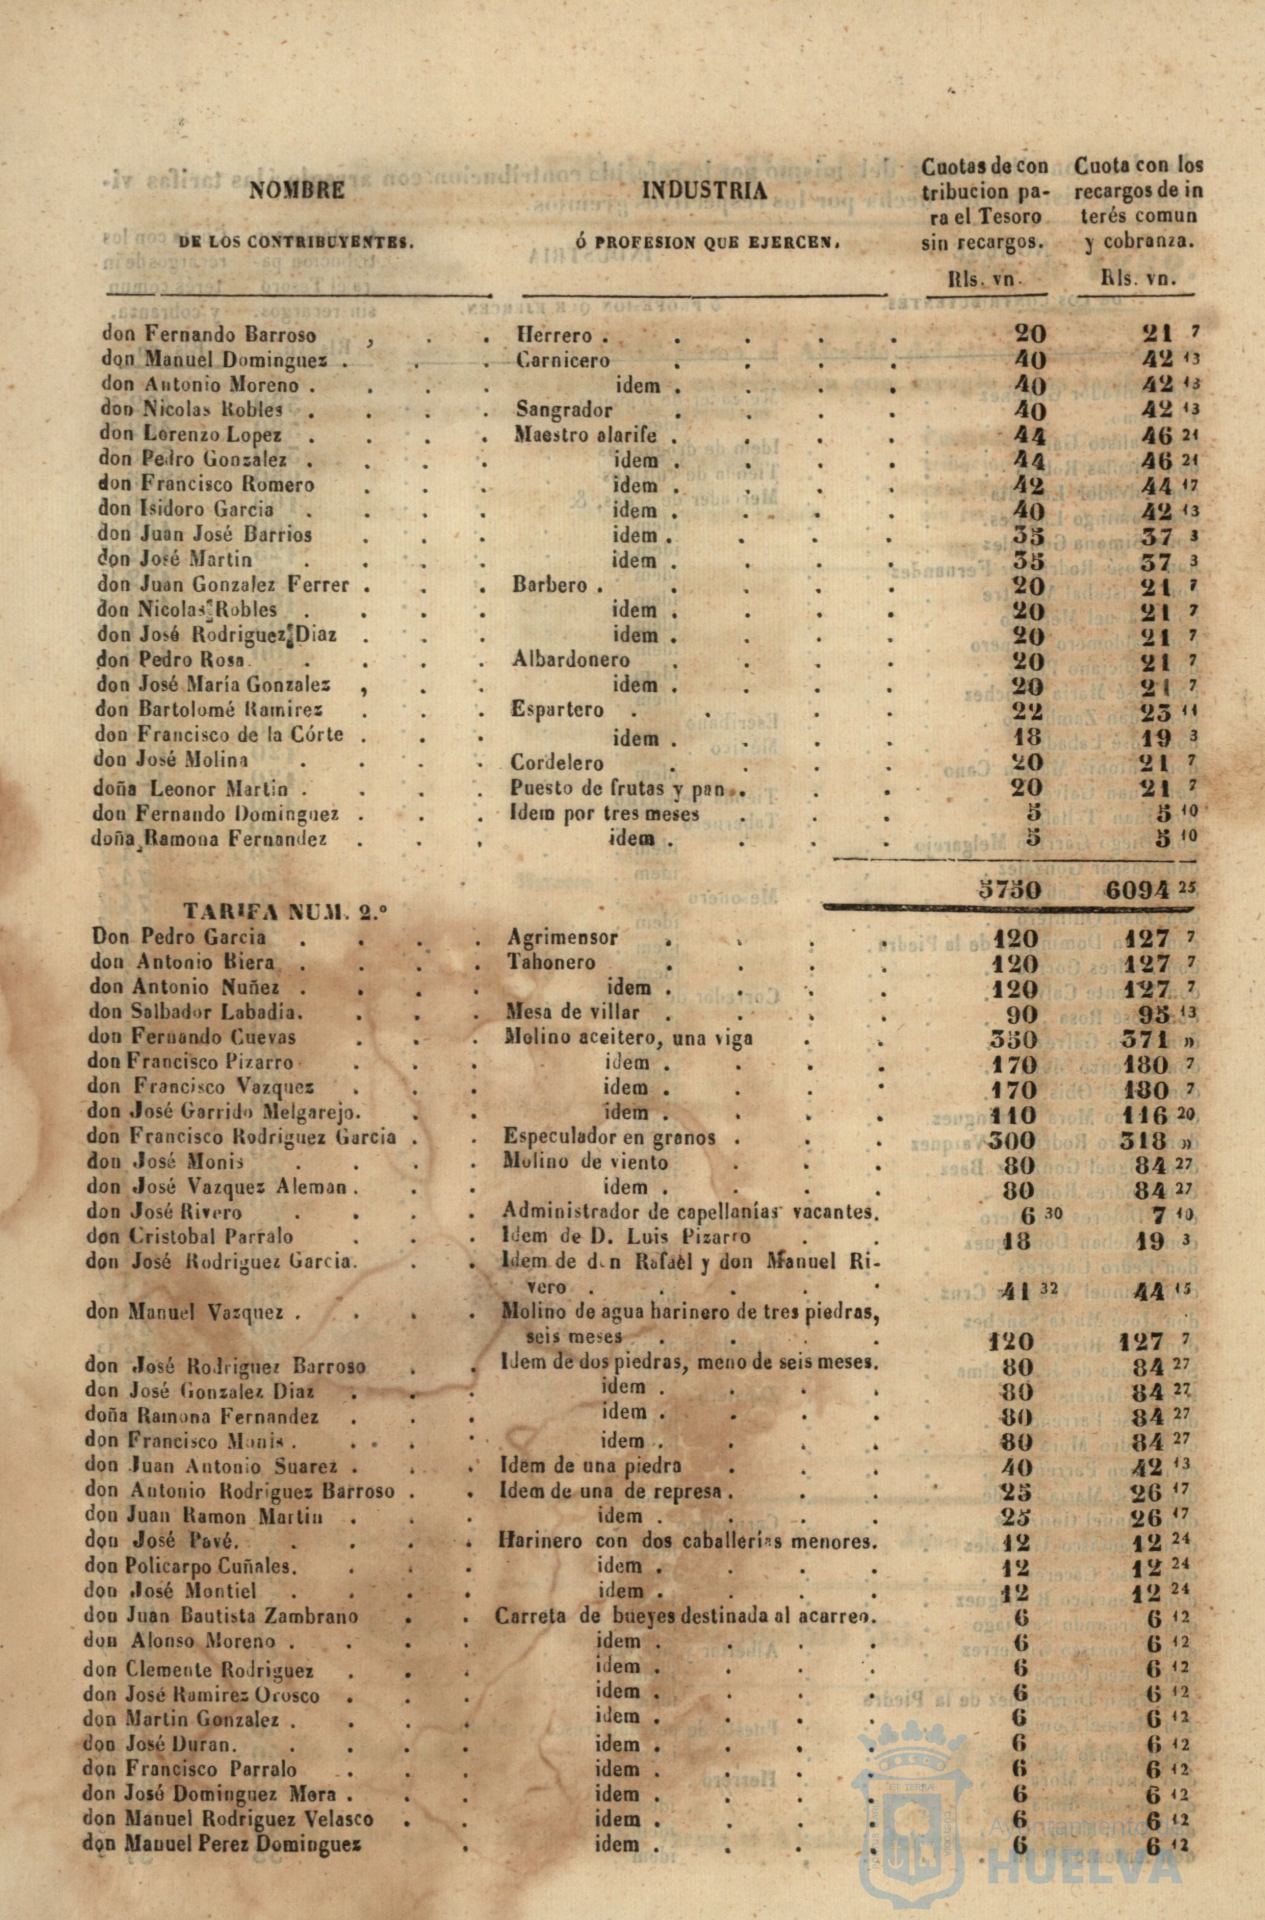 NOMBRE INDUSTRIA Cuotas de con Cuota con los
tribucion pa- recargos de in
ra el Tesoro terés comun
DE LOS CONTRIBUYENTES. Ó PROFESION QUE EJERCEN. sin recargos. y cobranza.
Rls. vn. Rls. vn.
don Fernando Barroso , . . Herrero . . . . . 20 21 7
don Manuel Dominguez . . . Carnicero . . . . 40 42 13
don Antonio Moreno . . . . idem . . . . 40 42 13
don Nicolas Robles . . . . Sangrador . . . . 40 42 13
don Lorenzo Lopez . . . . Maestro alarife . . . . 44 46 21
don Pedro Gonzalez . . . . idem . . . . 44 46 21
don Francisco Romero . . . idem . . . . 42 44 17
don Isidoro Garcia . . . . idem . . . . 40 42 13
don Juan José Barrios . . . idem . . . . 35 37 3
don José Martin . . . . idem . . . . 35 37 3
don Juan Gonzalez Ferrer . . . Barbero . . . . . 20 21 7
don Nicolas Robles . . . . idem . . . . 20 21 7
don José Rodriguez Diaz . . . idem . . . . 20 21 7
don Pedro Rosa . . . . Albardonero . . . . 20 21 7
don José María Gonzalez , . . idem . . . . 20 21 7
don Bartolomé Ramirez . . . Espartero . . . . 22 23 11
don Francisco de la Córte . . . idem . . . . 18 19 3
don José Molina . . . . Cordelero . . . . 20 21 7
doña Leonor Martin . . . . Puesto de frutas y pan . . . 20 21 7
don Fernando Dominguez . . . Idem por tres meses . . . 5 5 10
doña Ramona Fernandez . . . idem . . . . 5 5 10
5750 6094 25
TARIFA NUM. 2.º
Don Pedro Garcia . . . . Agrimensor . . . . 120 127 7
don Antonio Riera . . . . Tahonero . . . . 120 127 7
don Antonio Nuñez . . . . idem . . . . 120 127 7
don Salbador Labadía. . . . Mesa de villar . . . . 90 95 13
don Fernando Cuevas . . . Molino aceitero, una viga . . 350 371 »
don Francisco Pizarro . . . idem . . . . 170 180 7
don Francisco Vazquez . . . idem . . . . 170 180 7
don José Garrido Melgarejo. . . idem . . . . 110 116 20
don Francisco Rodriguez Garcia . . Especulador en granos . . . 300 318 »
don José Monis . . . . Molino de viento . . . 80 84 27
don José Vazquez Aleman . . . idem . . . . 80 84 27
don José Rivero . . . . Administrador de capellanías vacantes. 6 30 7 10
don Cristobal Parralo . . . Idem de D. Luis Pizarro . . 18 19 3
don José Rodriguez Garcia. . . Idem de don Rafaél y don Manuel Ri-
vero . . . . . 41 32 44 15
don Manuel Vazquez . . . . Molino de agua harinero de tres piedras,
seis meses . . . . 120 127 7
don José Rodriguez Barroso . . Idem de dos piedras, meno de seis meses. 80 84 27
don José Gonzalez Diaz . . . idem . . . . 80 84 27
doña Ramona Fernandez . . . idem . . . . 80 84 27
don Francisco Monis . . . . idem . . . . 80 84 27
don Juan Antonio Suarez . . . Idem de una piedra . . . 40 42 13
don Antonio Rodriguez Barroso . . Idem de una de represa . . . 25 26 17
don Juan Ramon Martin . . . idem . . . . 25 26 17
don José Pavé. . . . . Harinero con dos caballerías menores. 12 12 24
don Policarpo Cuñales. . . . idem . . . . 12 12 24
don José Montiel . . . . idem . . . . 12 12 24
don Juan Bautista Zambrano . . Carreta de bueyes destinada al acarreo. 6 6 12
don Alonso Moreno . . . . idem . . . . 6 6 12
don Clemente Rodriguez . . . idem . . . . 6 6 12
don José Ramirez Orosco . . . idem . . . . 6 6 12
don Martin Gonzalez . . . . idem . . . . 6 6 12
don José Duran. . . . . idem . . . . 6 6 12
don Francisco Parralo . . . idem . . . . 6 6 12
don José Dominguez Mora . . . idem . . . . 6 6 12
don Manuel Rodriguez Velasco . . idem . . . . 6 6 12
don Manuel Perez Dominguez . idem . . . . 6 6 12
Ayuntamiento de
HUELVA